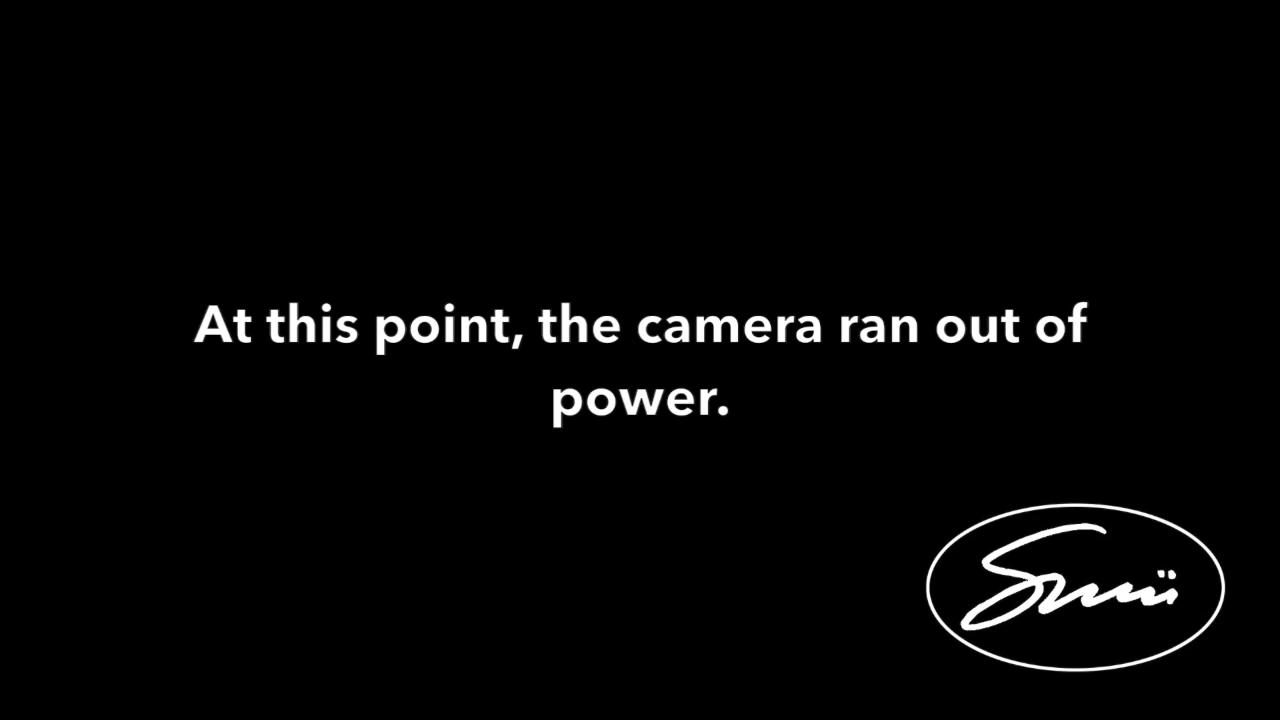 At this point, the camera ran out of
power.